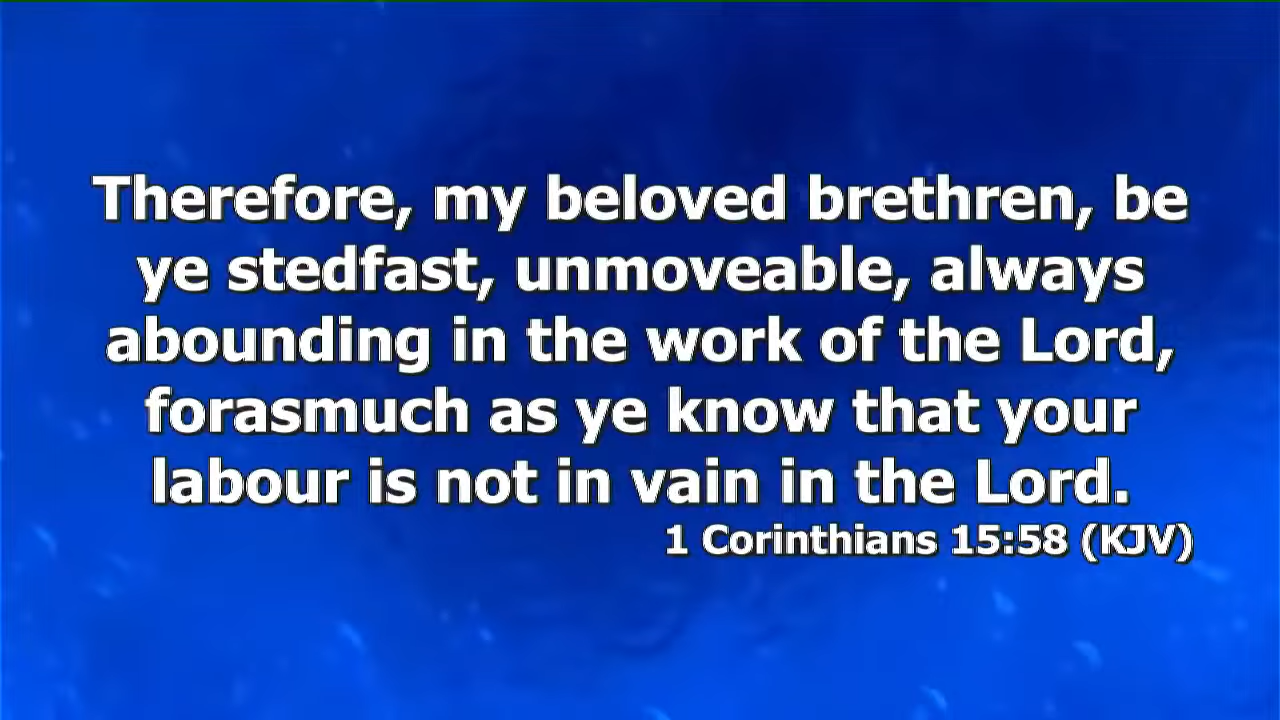 Therefore, my beloved brethren, be
ye stedfast, unmoveable, always
abounding in the work of the Lord,
forasmuch as ye know that your
labour is not in vain in the Lord.
1 Corinthians 15:58 (KJV)